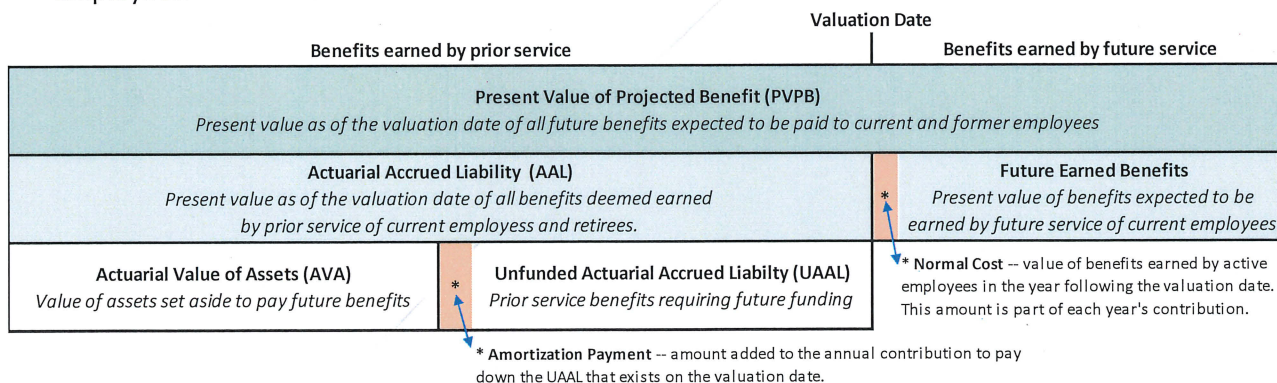 Valuation Date
Benefits earned by prior service
Benefits earned by future service
Present Value of Projected Benefit (PVPB)
Present value as of the valuation date of all future benefits expected to be paid to current and former employees
Actuarial Accrued Liability (AAL)
Present value as of the valuation date of all benefits deemed earned
by prior service of current employess and retirees.
*
Future Earned Benefits
Present value of benefits expected to be
earned by future service of current employees
Actuarial Value of Assets (AVA)
Value of assets set aside to pay future benefits
*
Unfunded Actuarial Accrued Liabilty (UAAL)
Prior service benefits requiring future funding
* Normal Cost -- value of benefits earned by active
employees in the year following the valuation date.
This amount is part of each year's contribution.
* Amortization Payment -- amount added to the annual contribution to pay
down the UAAL that exists on the valuation date.